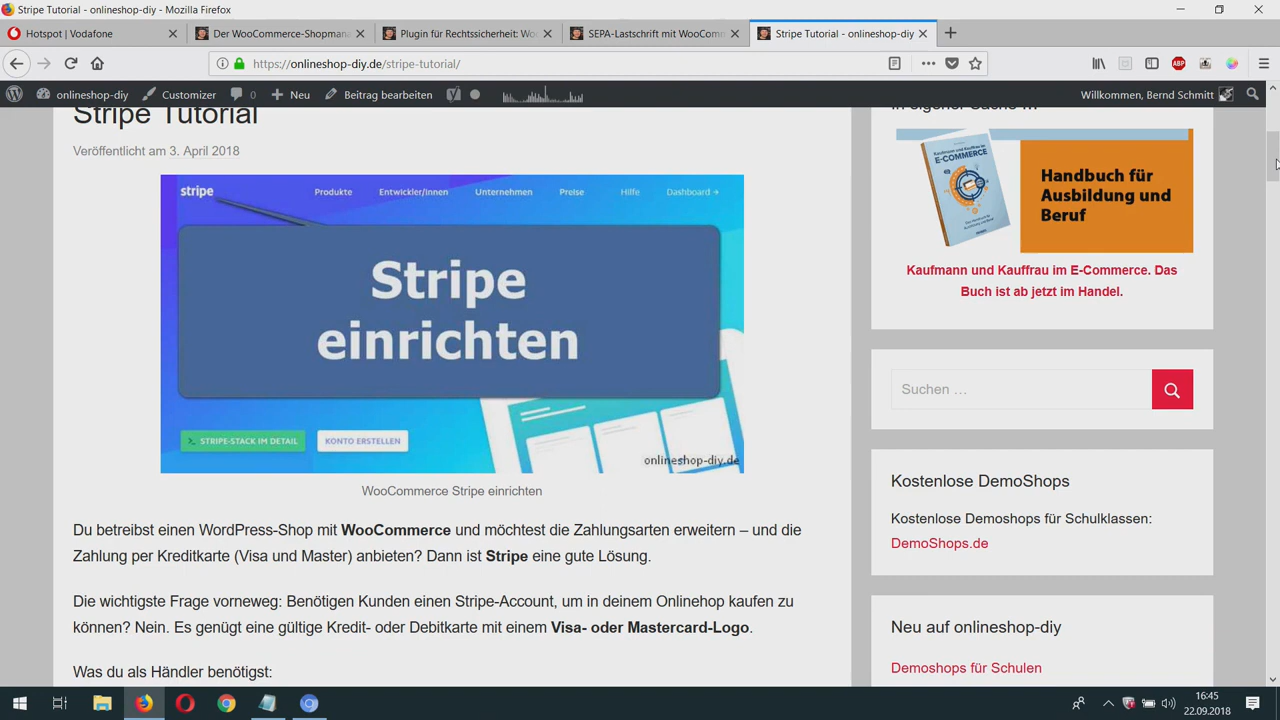 Stripe Tutorial - onlineshop-diy - Mozilla Firefox
Hotspot | Vodafone
Der WooCommerce-Shopmana
Plugin für Rechtssicherheit: Wo
SEPA-Lastschrift mit WooCom
Stripe Tutorial - onlineshop-diy
https://onlineshop-diy.de/stripe-tutorial/
ABP
onlineshop-diy
Customizer
0
Neu
Beitrag bearbeiten
Willkommen, Bernd Schmitt
Stripe Tutorial
Veröffentlicht am 3. April 2018
stripe
Produkte
Entwickler/innen
Unternehmen
Preise
Hilfe
Dashboard →
Stripe
einrichten
STRIPE-STACK IM DETAIL
KONTO ERSTELLEN
onlineshop-diy.de
WooCommerce Stripe einrichten
Du betreibst einen WordPress-Shop mit WooCommerce und möchtest die Zahlungsarten erweitern – und die
Zahlung per Kreditkarte (Visa und Master) anbieten? Dann ist Stripe eine gute Lösung.
Die wichtigste Frage vorneweg: Benötigen Kunden einen Stripe-Account, um in deinem Onlinehop kaufen zu
können? Nein. Es genügt eine gültige Kredit- oder Debitkarte mit einem Visa- oder Mastercard-Logo.
Was du als Händler benötigst:
In eigener Sache ...
E-COMMERCE
Handbuch für
Ausbildung und
Beruf
Kaufmann und Kauffrau im E-Commerce. Das
Buch ist ab jetzt im Handel.
Suchen …
Kostenlose DemoShops
Kostenlose Demoshops für Schulklassen:
DemoShops.de
Neu auf onlineshop-diy
Demoshops für Schulen
16:45
22.09.2018